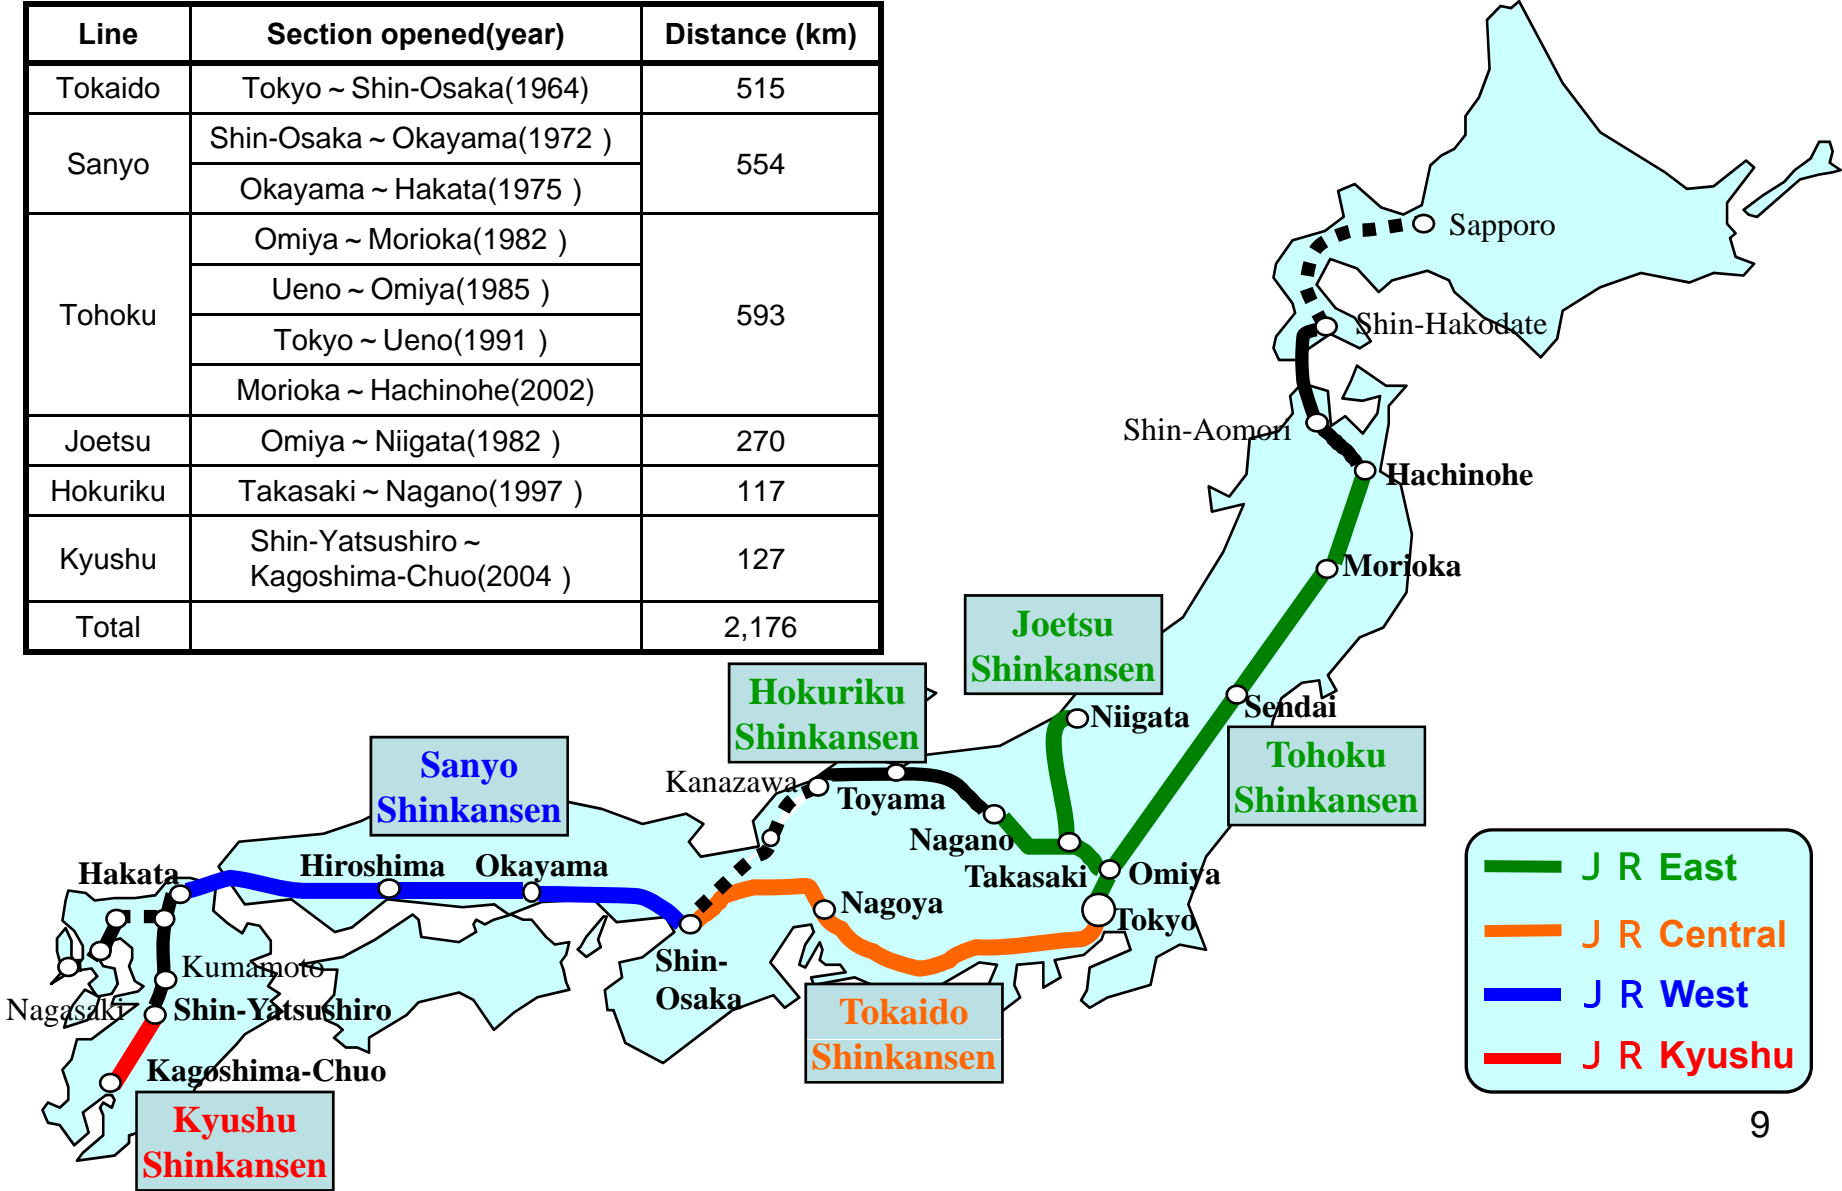 Line Section opened(year) Distance (km)
Tokaido Tokyo ~ Shin-Osaka(1964) 515
Sanyo Shin-Osaka ~ Okayama(1972 ) 554
Okayama ~ Hakata(1975 )
Tohoku Omiya ~ Morioka(1982 ) 593
Ueno ~ Omiya(1985 )
Tokyo ~ Ueno(1991 )
Morioka ~ Hachinohe(2002)
Joetsu Omiya ~ Niigata(1982 ) 270
Hokuriku Takasaki ~ Nagano(1997 ) 117
Kyushu Shin-Yatsushiro ~
Kagoshima-Chuo(2004 ) 127
Total 2,176
Sapporo
Shin-Hakodate
Shin-Aomori
Hachinohe
Morioka
Joetsu
Shinkansen
Hokuriku
Shinkansen
Niigata
Sendai
Tohoku
Shinkansen
Sanyo
Shinkansen
Kanazawa
Toyama
Nagano
Takasaki
Omiya
Tokyo
Hakata
Hiroshima
Okayama
Nagoya
Shin-
Osaka
Tokaido
Shinkansen
Kumamoto
Nagasaki
Shin-Yatsushiro
Kagoshima-Chuo
Kyushu
Shinkansen
J R East
J R Central
J R West
J R Kyushu
9